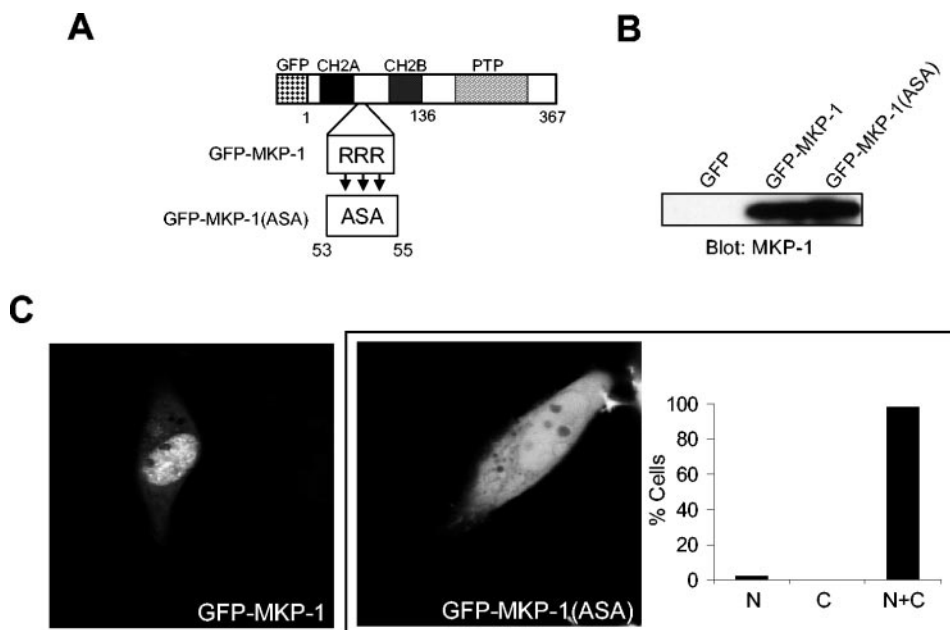 A
GFP CH2A CH2B PTP
1 136 367
GFP-MKP-1 RRR
GFP-MKP-1(ASA) ASA
53 55
B
GFP
GFP-MKP-1
GFP-MKP-1(ASA)
Blot: MKP-1
C
GFP-MKP-1
GFP-MKP-1(ASA)
% Cells
100
80
60
40
20
0
N C N+C